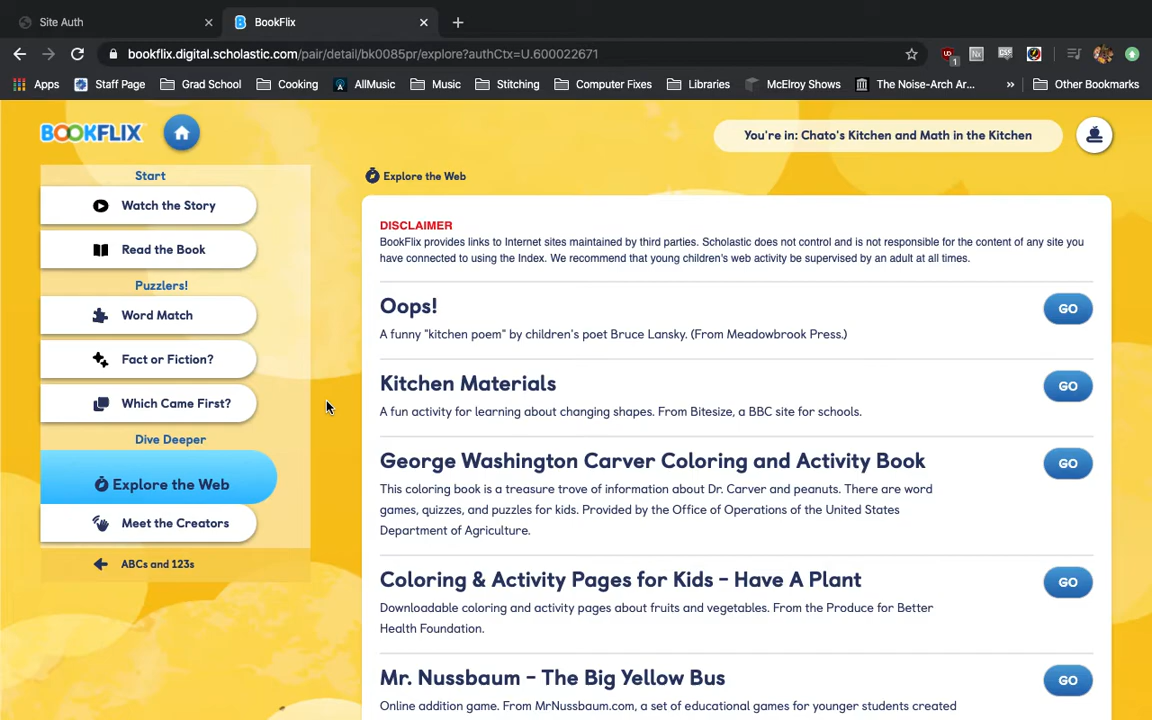 Site Auth
BookFlix
bookflix.digital.scholastic.com/pair/detail/bk0085pr/explore?authCtx=U.600022671
Apps Staff Page Grad School Cooking AllMusic Music Stitching Computer Fixes Libraries McElroy Shows The Noise-Arch Ar... » Other Bookmarks
BOOKFLIX
You're in: Chato's Kitchen and Math in the Kitchen
Start
Watch the Story
Read the Book
Puzzlers!
Word Match
Fact or Fiction?
Which Came First?
Dive Deeper
Explore the Web
Meet the Creators
ABCs and 123s
Explore the Web
DISCLAIMER
BookFlix provides links to Internet sites maintained by third parties. Scholastic does not control and is not responsible for the content of any site you
have connected to using the Index. We recommend that young children's web activity be supervised by an adult at all times.
Oops!
GO
A funny "kitchen poem" by children's poet Bruce Lansky. (From Meadowbrook Press.)
Kitchen Materials
GO
A fun activity for learning about changing shapes. From Bitesize, a BBC site for schools.
George Washington Carver Coloring and Activity Book
GO
This coloring book is a treasure trove of information about Dr. Carver and peanuts. There are word
games, quizzes, and puzzles for kids. Provided by the Office of Operations of the United States
Department of Agriculture.
Coloring & Activity Pages for Kids - Have A Plant
GO
Downloadable coloring and activity pages about fruits and vegetables. From the Produce for Better
Health Foundation.
Mr. Nussbaum - The Big Yellow Bus
GO
Online addition game. From MrNussbaum.com, a set of educational games for younger students created